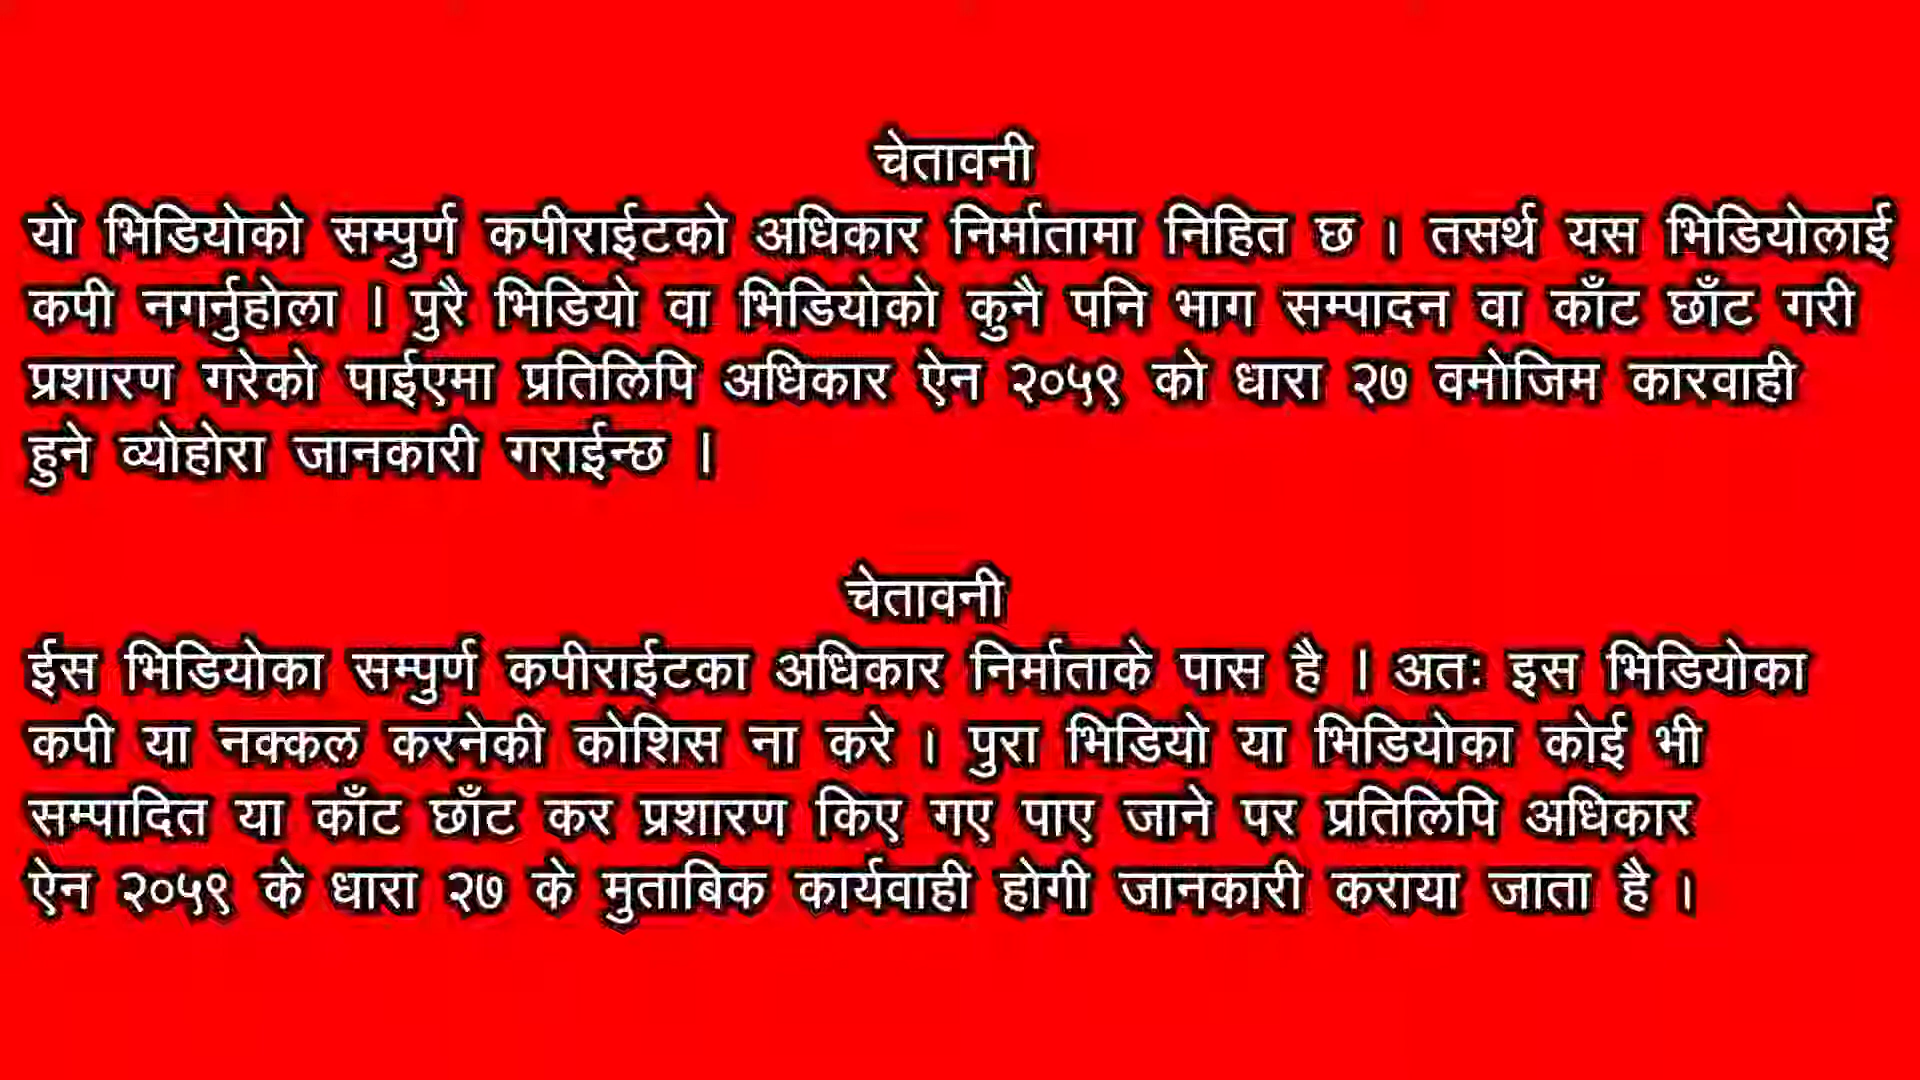 चेतावनी
यो भिडियोको सम्पुर्ण कपीराईटको अधिकार निर्मातामा निहित छ । तसर्थ यस भिडियोलाई
कपी नगर्नुहोला । पुरै भिडियो वा भिडियोको कुनै पनि भाग सम्पादन वा काँट छाँट गरी
प्रशारण गरेको पाईएमा प्रतिलिपि अधिकार ऐन २०५९ को धारा २७ वमोजिम कारवाही
हुने व्योहोरा जानकारी गराईन्छ ।
चेतावनी
ईस भिडियोका सम्पुर्ण कपीराईटका अधिकार निर्माताके पास है । अतः इस भिडियोका
कपी या नक्कल करनेकी कोशिस ना करे । पुरा भिडियो या भिडियोका कोई भी
सम्पादित या काँट छाँट कर प्रशारण किए गए पाए जाने पर प्रतिलिपि अधिकार
ऐन २०५९ के धारा २७ के मुताबिक कार्यवाही होगी जानकारी कराया जाता है ।